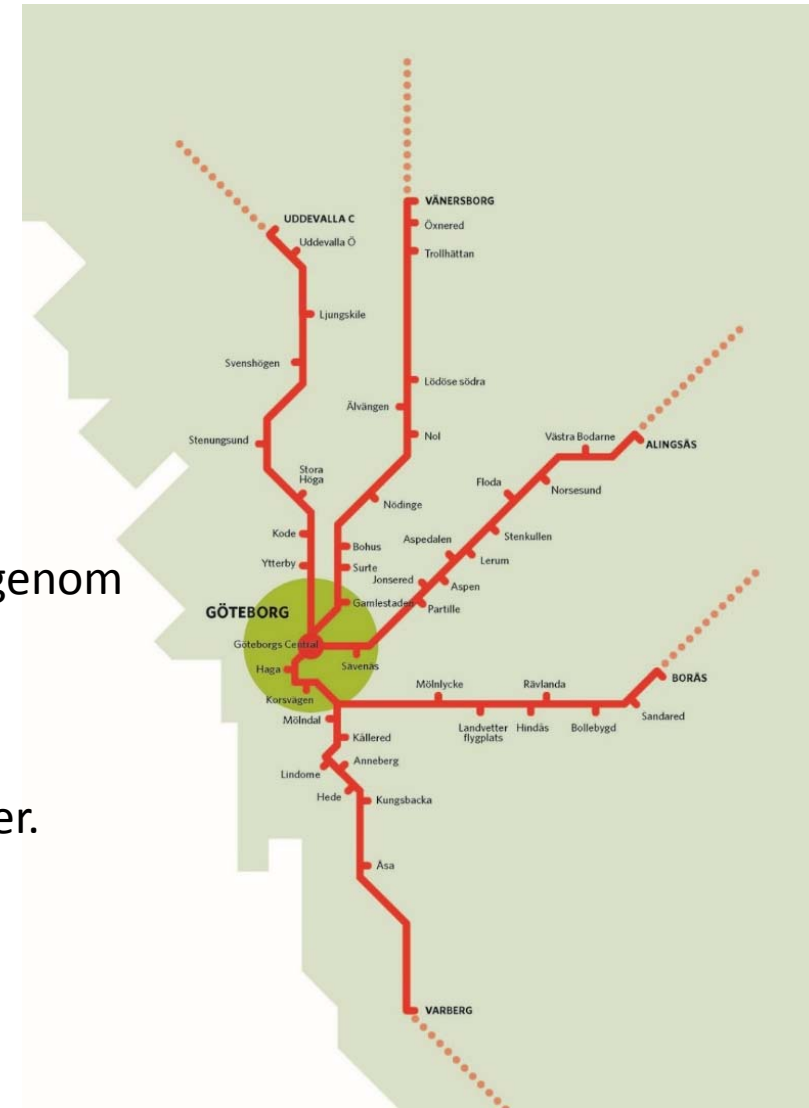 UDDEVALLA C
Uddevalla Ö
Ljungskile
Svenshögen
Stenungsund
Stora
Höga
Kode
Ytterby
VÄNERSBORG
Öxnered
Trollhättan
Lödöse södra
Älvängen
Nol
Nödinge
Bohus
Surte
Gamlestaden
Västra Bodarne
ALINGSÅS
Norsesund
Floda
Stenkullen
Aspedalen
Lerum
Jonsered
Aspen
Partille
genom
GÖTEBORG
Göteborgs Central
Sävenäs
Haga
Korsvägen
Mölndal
Mölnlycke
Landvetter
flygplats
Rävlanda
Hindås
Bollebygd
BORÅS
Sandared
Källered
Anneberg
Lindome
Hede
Kungsbacka
er.
Åsa
VARBERG